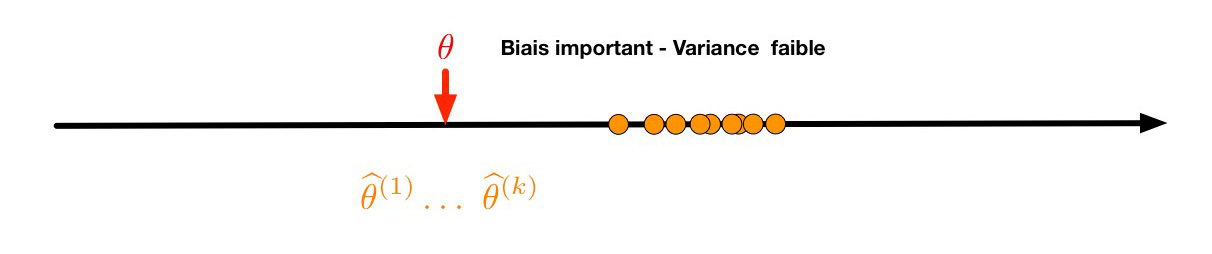 θ Biais important - Variance faible
θ̂⁽¹⁾ … θ̂⁽ᵏ⁾